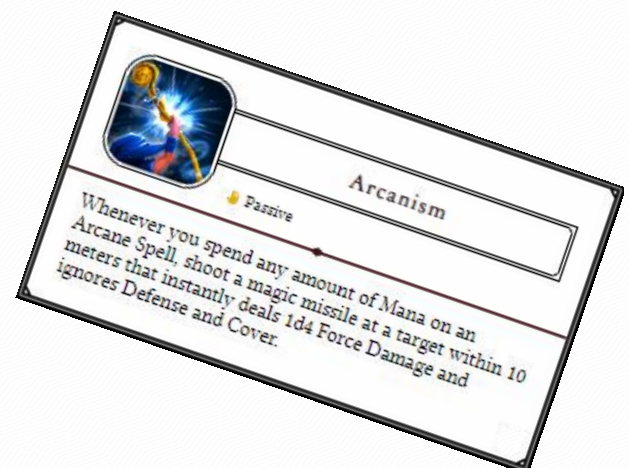 Arcanism
Passive
Whenever you spend any amount of Mana on an
Arcane Spell, shoot a magic missile at a target within 10
meters that instantly deals 1d4 Force Damage and
ignores Defense and Cover.